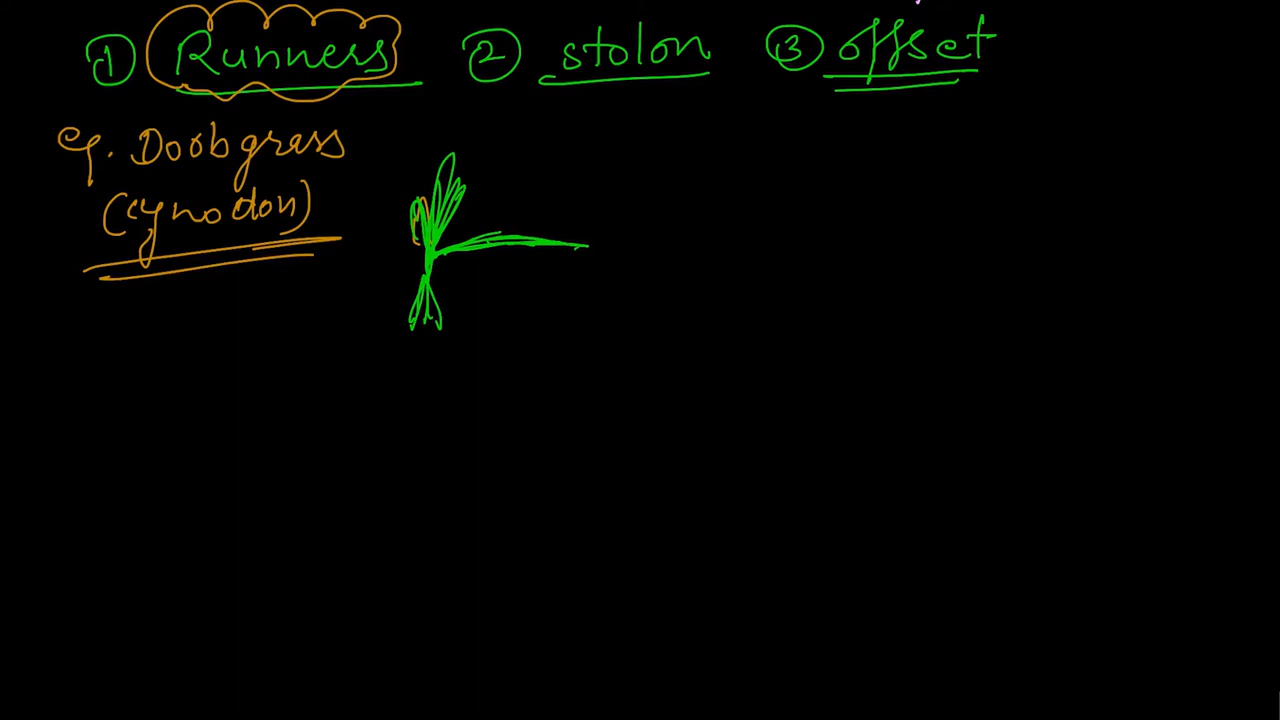 ① Runners ② stolon ③ offset
eg. Doobgrass
(cynodon)